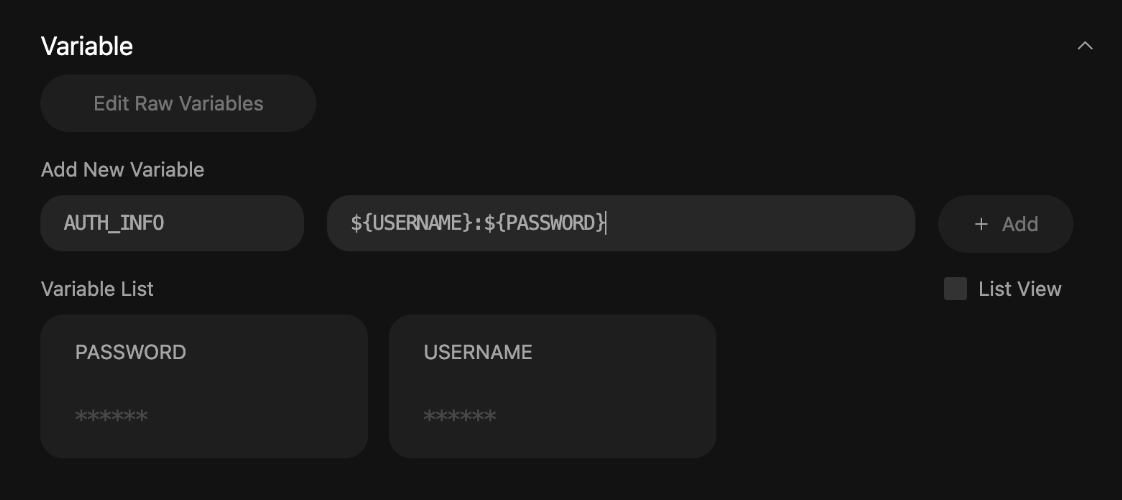 Variable
Edit Raw Variables
Add New Variable
AUTH_INFO ${USERNAME}:${PASSWORD} + Add
Variable List List View
PASSWORD USERNAME
****** ******